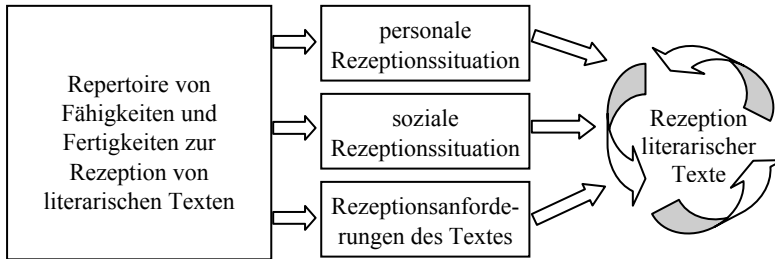 Repertoire von
Fähigkeiten und
Fertigkeiten zur
Rezeption von
literarischen Texten
personale
Rezeptionssituation
soziale
Rezeptionssituation
Rezeptionsanforde-
rungen des Textes
Rezeption
literarischer
Texte